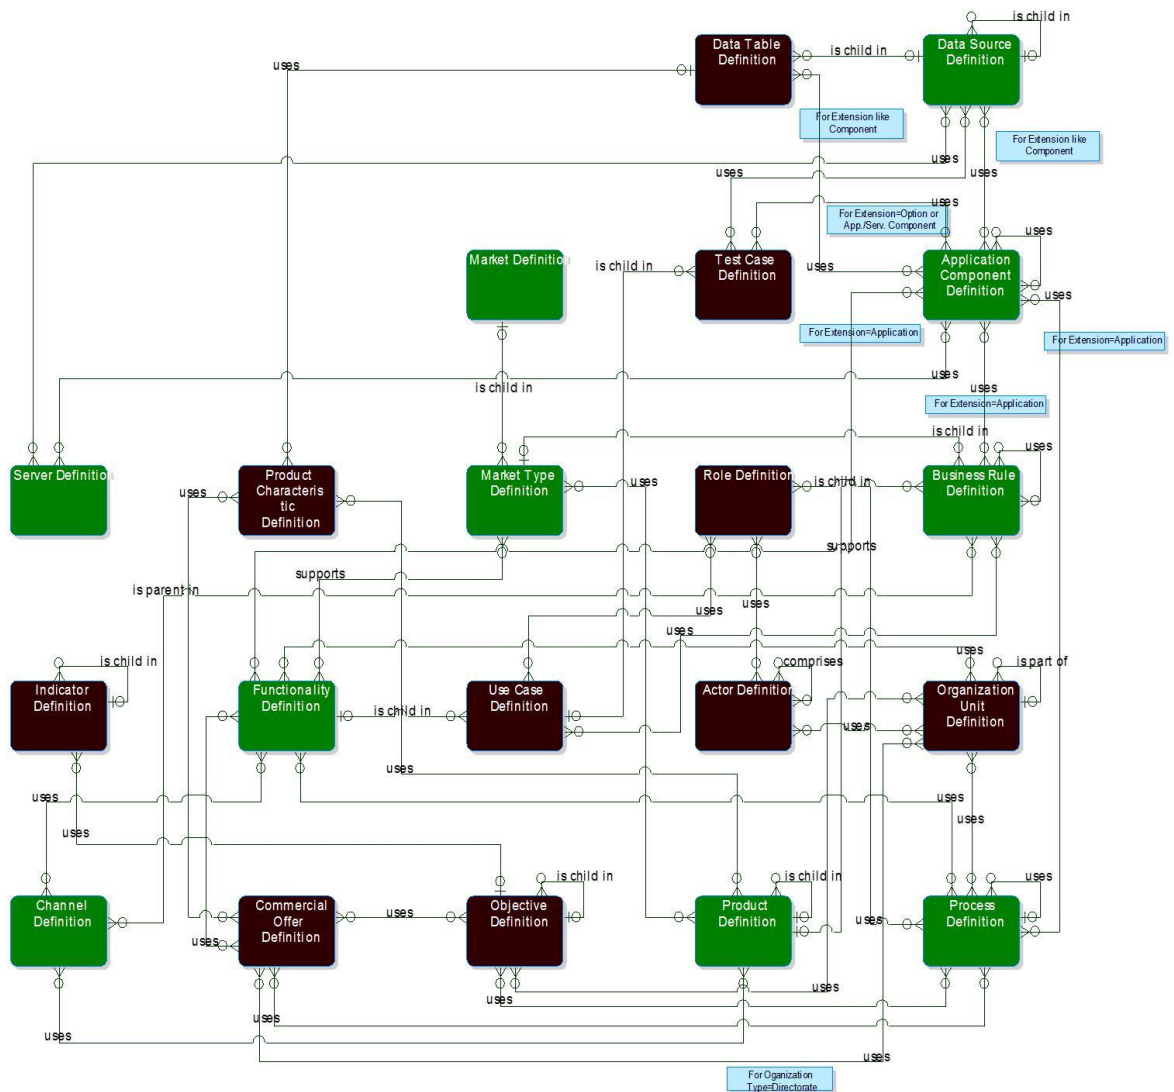 is child in
Data Table
Definition
is child in
Data Source
Definition
uses
For Extension like
Component
For Extension like
Component
uses
uses
uses
uses
For Extension=Option or
App./Serv. Component
Market Definition
is child in
Test Case
Definition
uses
Application
Component
Definition
uses
uses
For Extension=Application
For Extension=Application
uses
uses
is child in
For Extension=Application
is child in
Server Definition
Product
Characteris
tic
Definition
uses
Market Type
Definition
uses
Role Definition
is child in
Business Rule
Definition
uses
supports
supports
is parent in
uses
uses
uses
uses
is child in
comprises
is part of
Indicator
Definition
Functionality
Definition
is child in
Use Case
Definition
Actor Definition
uses
Organization
Unit
Definition
uses
uses
uses
uses
uses
is child in
is child in
uses
Channel
Definition
Commercial
Offer
Definition
uses
Objective
Definition
Product
Definition
uses
Process
Definition
uses
uses
uses
uses
uses
uses
uses
For Oganization
Type=Directorate